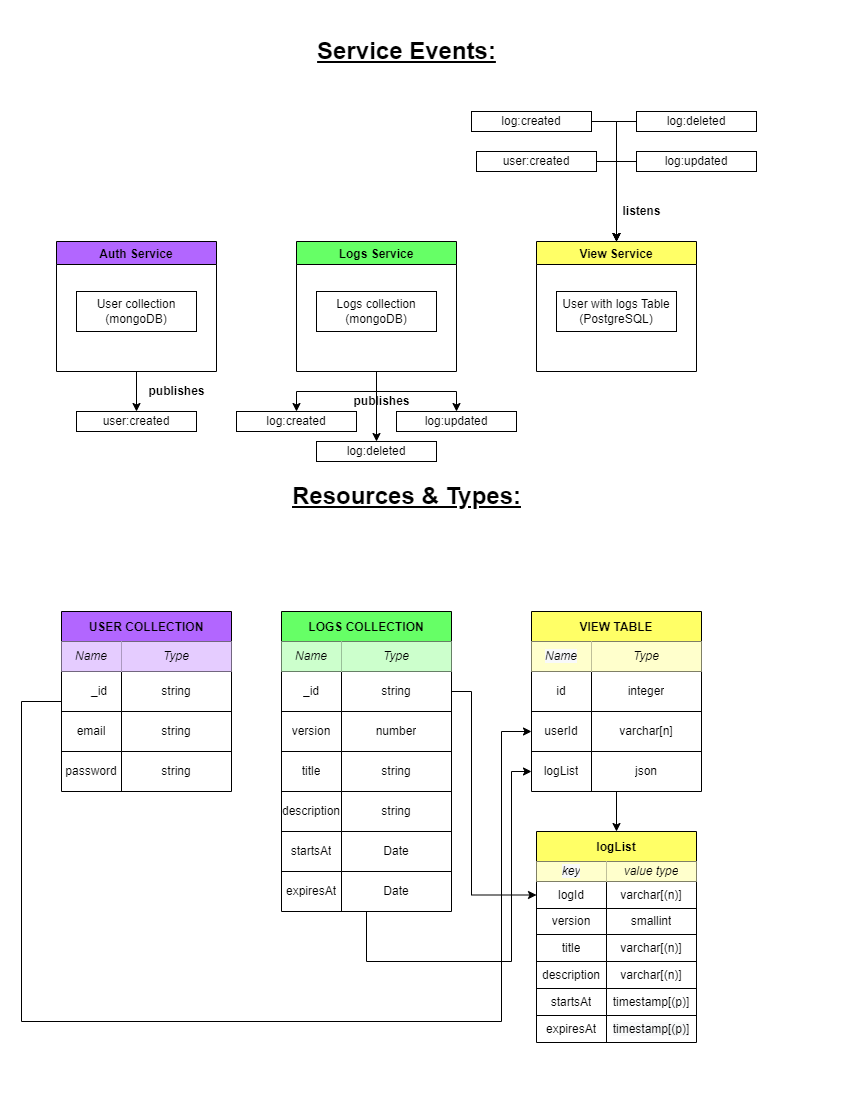 Service Events:
log:created
log:deleted
user:created
log:updated
listens
Auth Service
User collection
(mongoDB)
publishes
user:created
Logs Service
Logs collection
(mongoDB)
publishes
log:created
log:updated
log:deleted
View Service
User with logs Table
(PostgreSQL)
Resources & Types:
USER COLLECTION
Name Type
_id string
email string
password string
LOGS COLLECTION
Name Type
_id string
version number
title string
description string
startsAt Date
expiresAt Date
VIEW TABLE
Name Type
id integer
userId varchar[n]
logList json
logList
key value type
logId varchar[(n)]
version smallint
title varchar[(n)]
description varchar[(n)]
startsAt timestamp[(p)]
expiresAt timestamp[(p)]